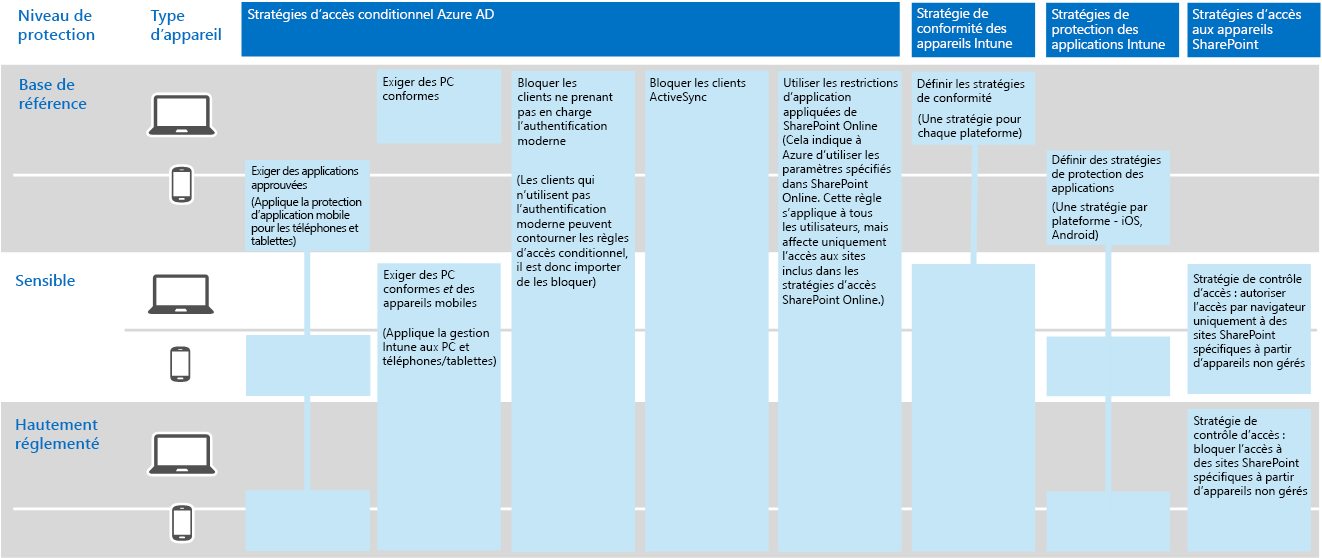 Niveau de
protection
Type
d'appareil
Stratégies d'accès conditionnel Azure AD
Stratégie de
conformité des
appareils Intune
Stratégies de
protection des
applications Intune
Stratégies d'accès
aux appareils
SharePoint
Base de
référence
Exiger des applications
approuvées
(Applique la protection
d'application mobile
pour les téléphones et
tablettes)
Exiger des PC
conformes
Bloquer les
clients ne prenant
pas en charge
l'authentification
moderne
(Les clients qui
n'utilisent pas
l'authentification
moderne peuvent
contourner les règles
d'accès conditionnel,
il est donc importer
de les bloquer)
Bloquer les clients
ActiveSync
Utiliser les restrictions
d'application
appliquées de
SharePoint Online
(Cela indique à
Azure d'utiliser les
paramètres spécifiés
dans SharePoint
Online. Cette règle
s'applique à tous
les utilisateurs, mais
affecte uniquement
l'accès aux sites
inclus dans les
stratégies d'accès
SharePoint Online.)
Définir les stratégies
de conformité
(Une stratégie pour
chaque plateforme)
Définir des stratégies
de protection des
applications
(Une stratégie par
plateforme - iOS,
Android)
Sensible
Exiger des PC
conformes et des
appareils mobiles
(Applique la gestion
Intune aux PC et
téléphones/tablettes)
Stratégie de contrôle
d'accès : autoriser
l'accès par navigateur
uniquement à des
sites SharePoint
spécifiques à partir
d'appareils non gérés
Hautement
réglementé
Stratégie de
contrôle d'accès :
bloquer l'accès à
des sites SharePoint
spécifiques à partir
d'appareils non gérés